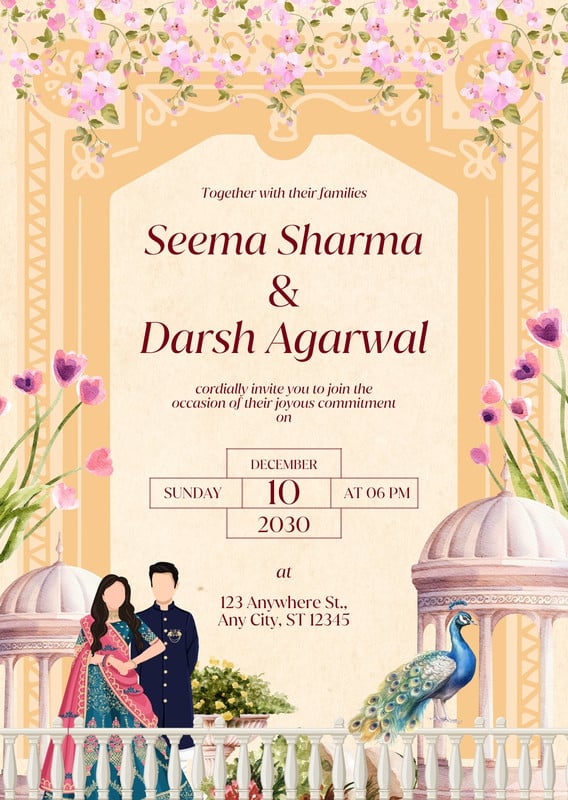 Together with their families
Seema Sharma
&
Darsh Agarwal
cordially invite you to join the
occasion of their joyous commitment
on
DECEMBER
SUNDAY 10 AT 06 PM
2030
at
123 Anywhere St.,
Any City, ST 12345